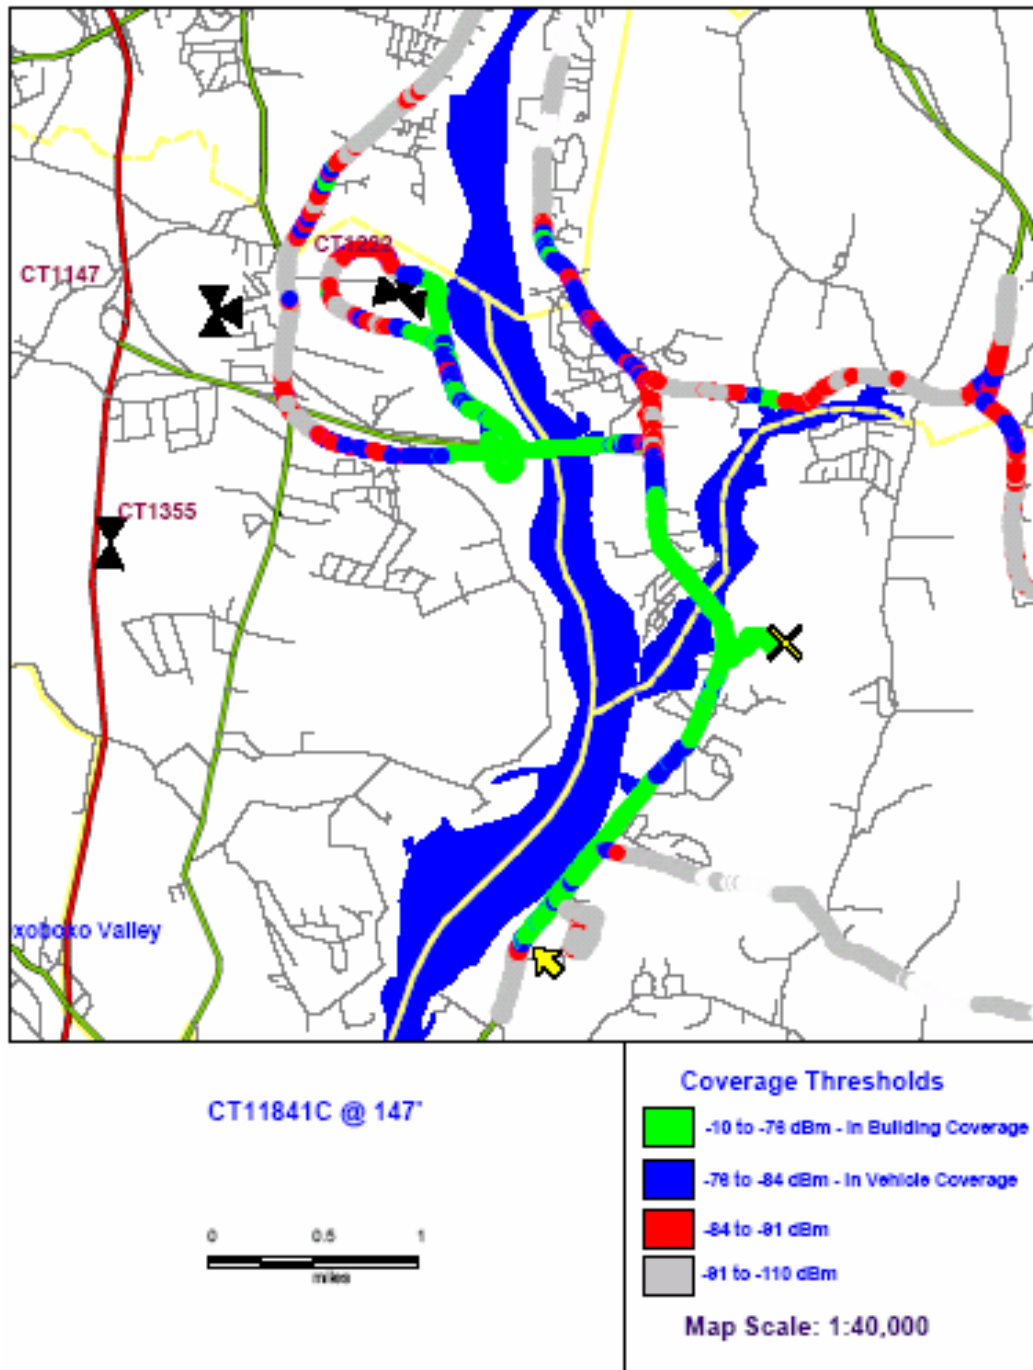 CT1222
CT1147
CT1355
xoboxo Valley
CT11841C @ 147'
0 0.5 1
miles
Coverage Thresholds
-10 to -76 dBm - In Building Coverage
-76 to -84 dBm - In Vehicle Coverage
-84 to -91 dBm
-91 to -110 dBm
Map Scale: 1:40,000